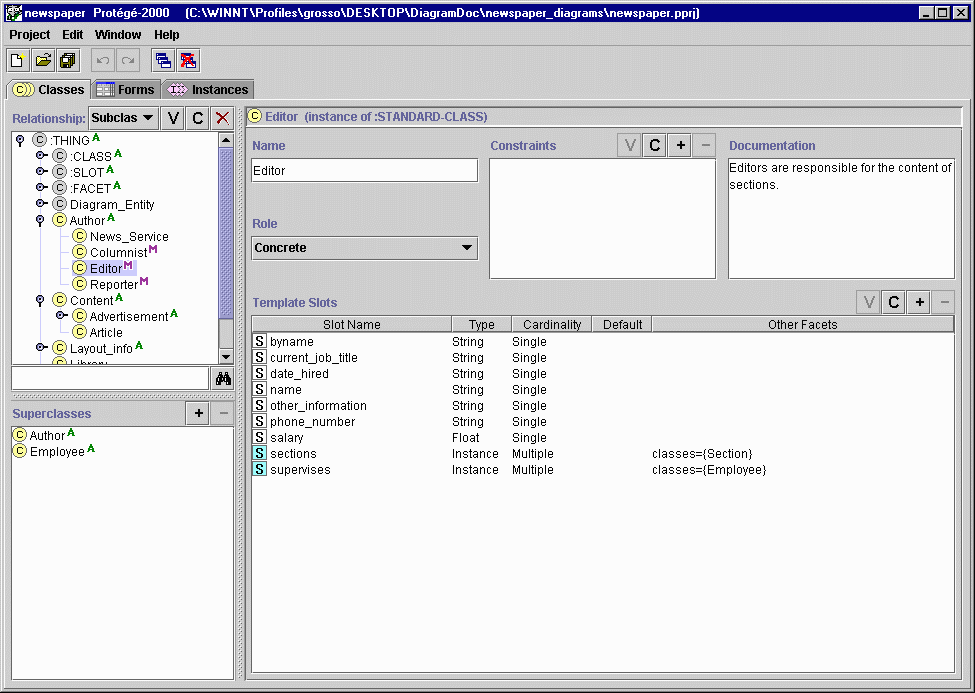 newspaper Protégé-2000 (C:\WINNT\Profiles\grosso\DESKTOP\DiagramDoc\newspaper_diagrams\newspaper.pprj)
Project Edit Window Help
C Classes Forms Instances
Relationship: Subclas V C X
C :THING A
C :CLASS A
C :SLOT A
C :FACET A
C Diagram_Entity
C Author A
C News_Service
C Columnist M
C Editor M
C Reporter M
C Content A
C Advertisement A
C Article
C Layout_info A
C Library
Superclasses + −
C Author A
C Employee A
C Editor (instance of :STANDARD-CLASS)
Name
Editor
Role
Concrete
Constraints V C + −
Documentation
Editors are responsible for the content of
sections.
Template Slots V C + −
Slot Name Type Cardinality Default Other Facets
S byname String Single
S current_job_title String Single
S date_hired String Single
S name String Single
S other_information String Single
S phone_number String Single
S salary Float Single
S sections Instance Multiple classes={Section}
S supervises Instance Multiple classes={Employee}